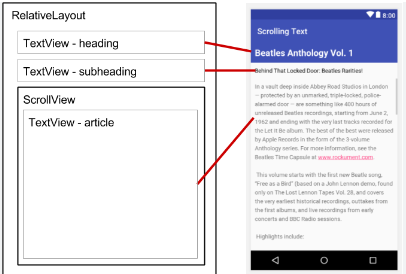 RelativeLayout
TextView - heading
TextView - subheading
ScrollView
TextView - article
8:00
Scrolling Text
Beatles Anthology Vol. 1
Behind That Locked Door: Beatles Rarities!
In a vault deep inside Abbey Road Studios in London
— protected by an unmarked, triple-locked, police-
alarmed door — are something like 400 hours of
unreleased Beatles recordings, starting from June 2,
1962 and ending with the very last tracks recorded for
the Let It Be album. The best of the best were released
by Apple Records in the form of the 3-volume
Anthology series. For more information, see the
Beatles Time Capsule at www.rockument.com.
This volume starts with the first new Beatle song,
"Free as a Bird" (based on a John Lennon demo, found
only on The Lost Lennon Tapes Vol. 28, and covers
the very earliest historical recordings, outtakes from
the first albums, and live recordings from early
concerts and BBC Radio sessions.
Highlights include: